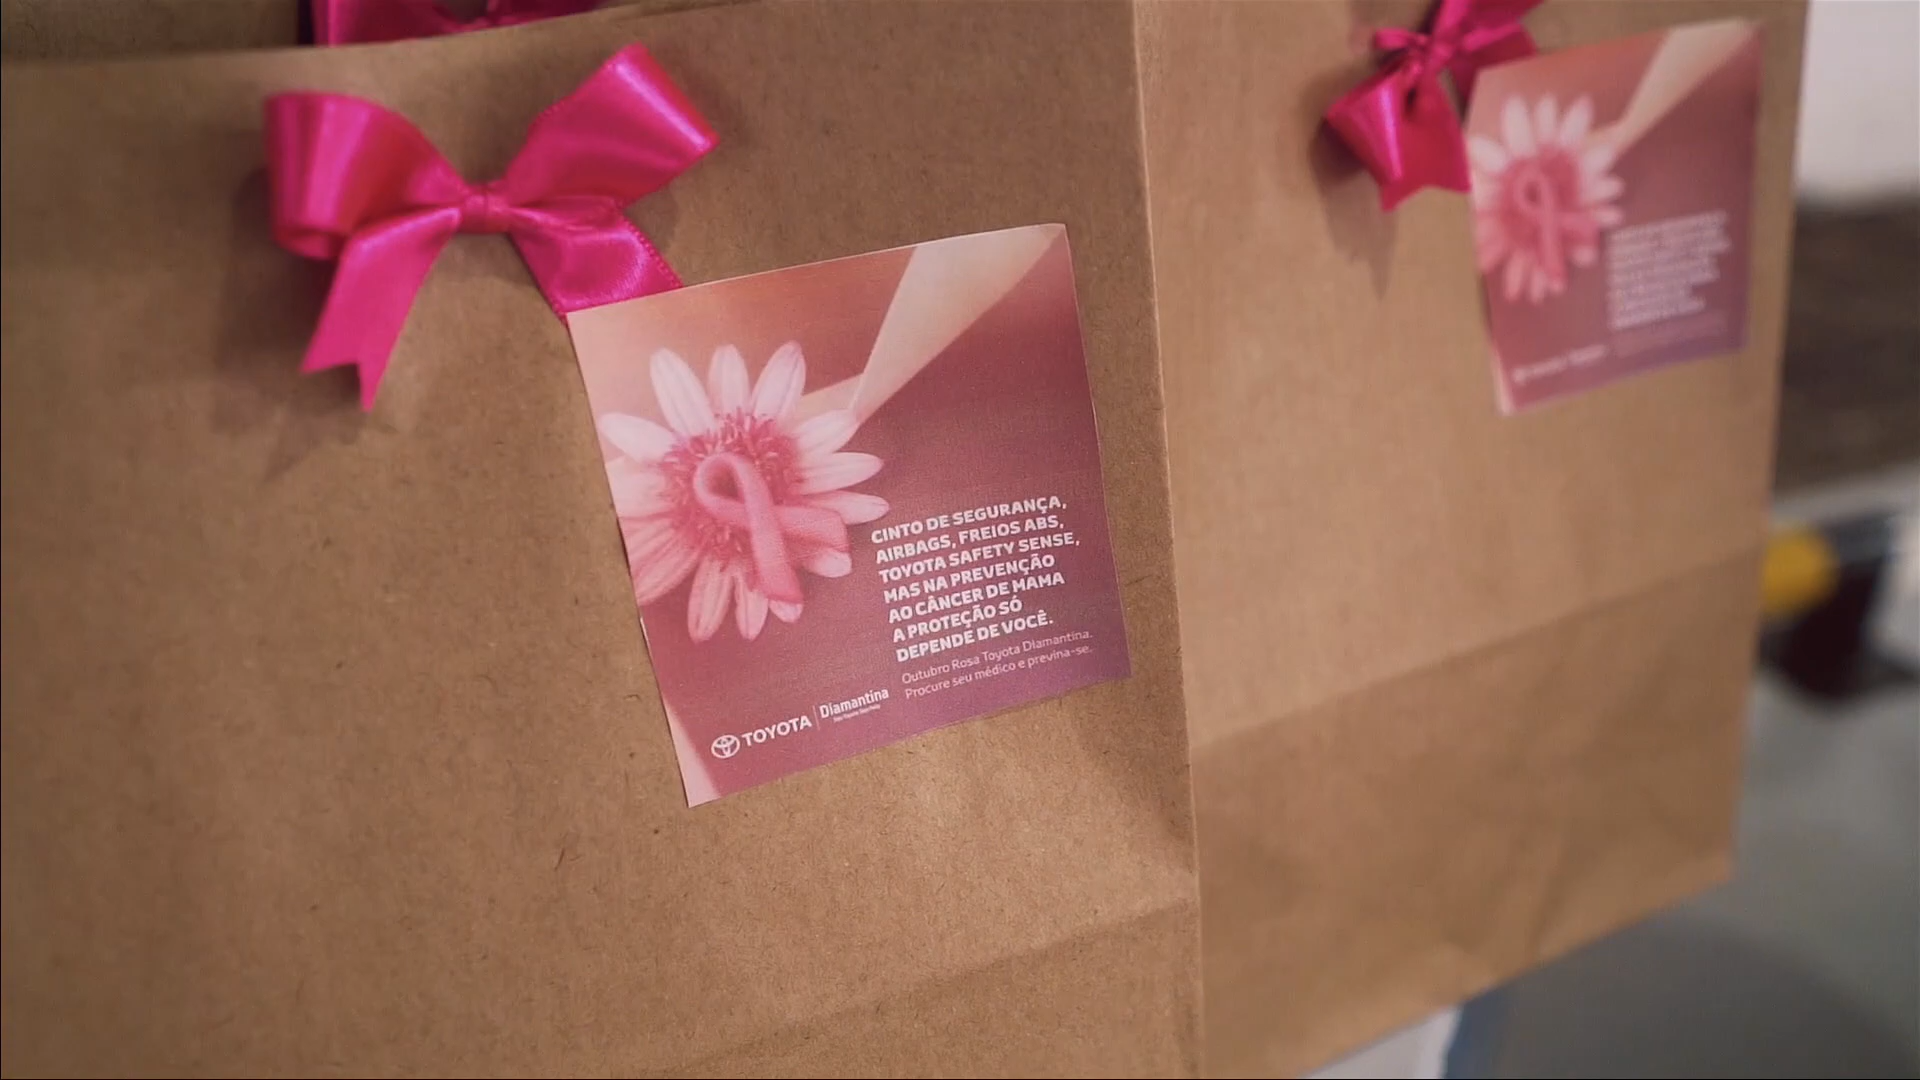 CINTO DE SEGURANÇA,
AIRBAGS, FREIOS ABS,
TOYOTA SAFETY SENSE,
MAS NA PREVENÇÃO
AO CÂNCER DE MAMA
A PROTEÇÃO SÓ
DEPENDE DE VOCÊ.
Outubro Rosa Toyota Diamantina.
Procure seu médico e previna-se.
TOYOTA Diamantina